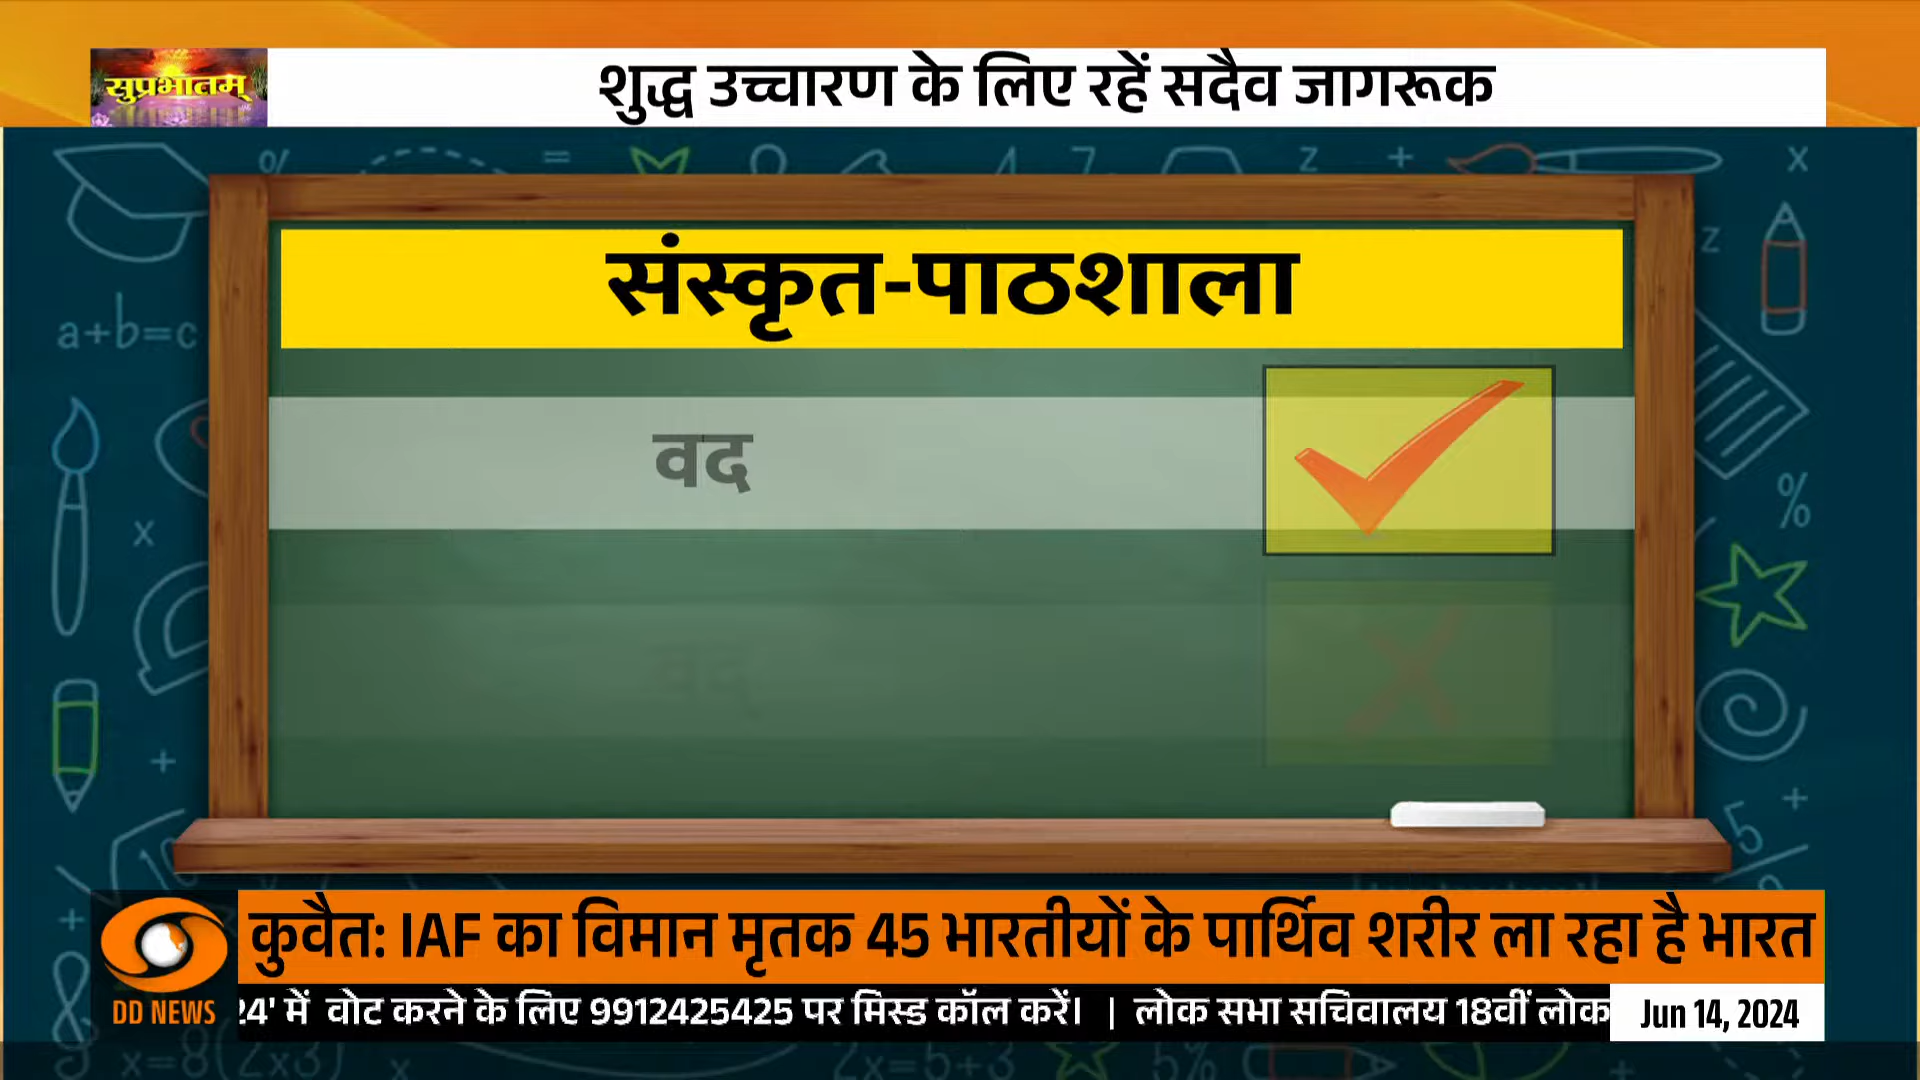 सुप्रभातम्
शुद्ध उच्चारण के लिए रहें सदैव जागरूक
संस्कृत-पाठशाला
a+b=c
वद
कुवैत: IAF का विमान मृतक 45 भारतीयों के पार्थिव शरीर ला रहा है भारत
DD NEWS
24' में वोट करने के लिए 9912425425 पर मिस्ड कॉल करें। | लोक सभा सचिवालय 18वीं लोक
Jun 14, 2024